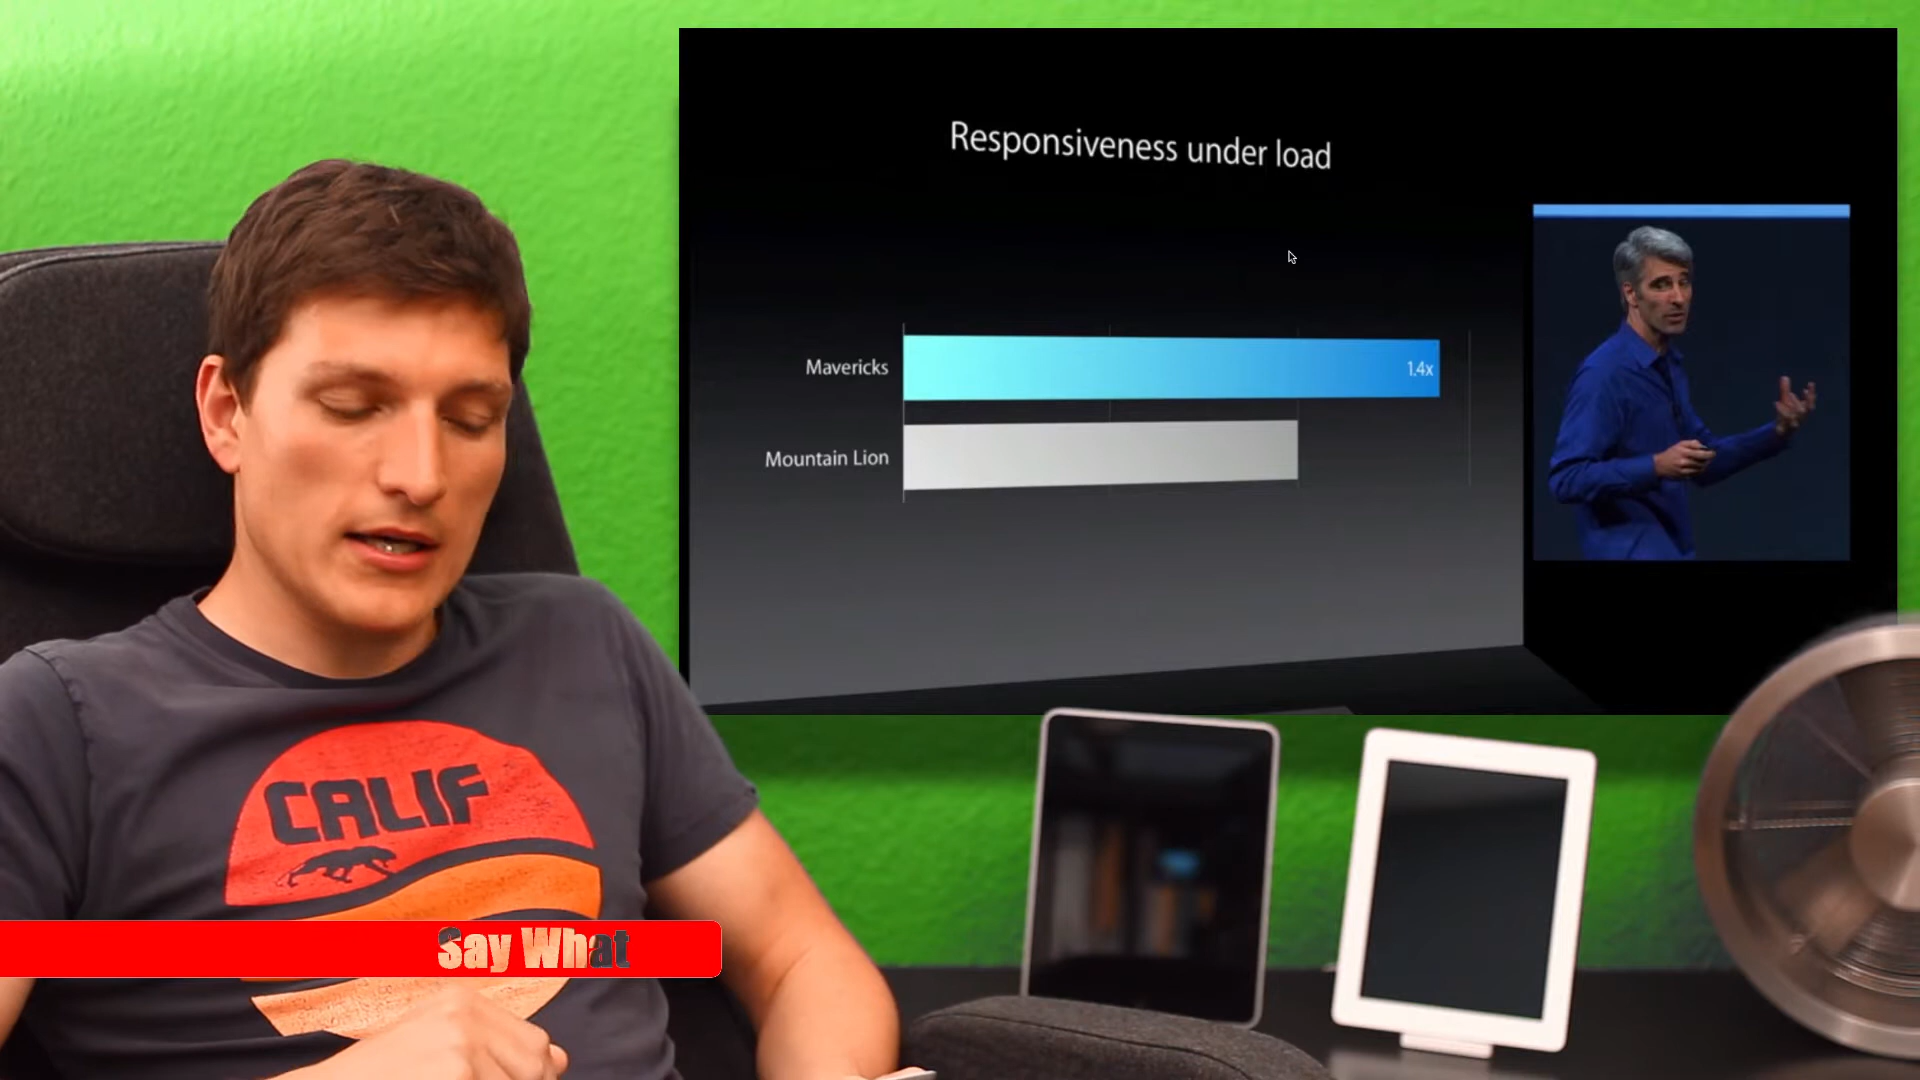 Responsiveness under load
Mavericks
1.4x
Mountain Lion
CALIF
Say What